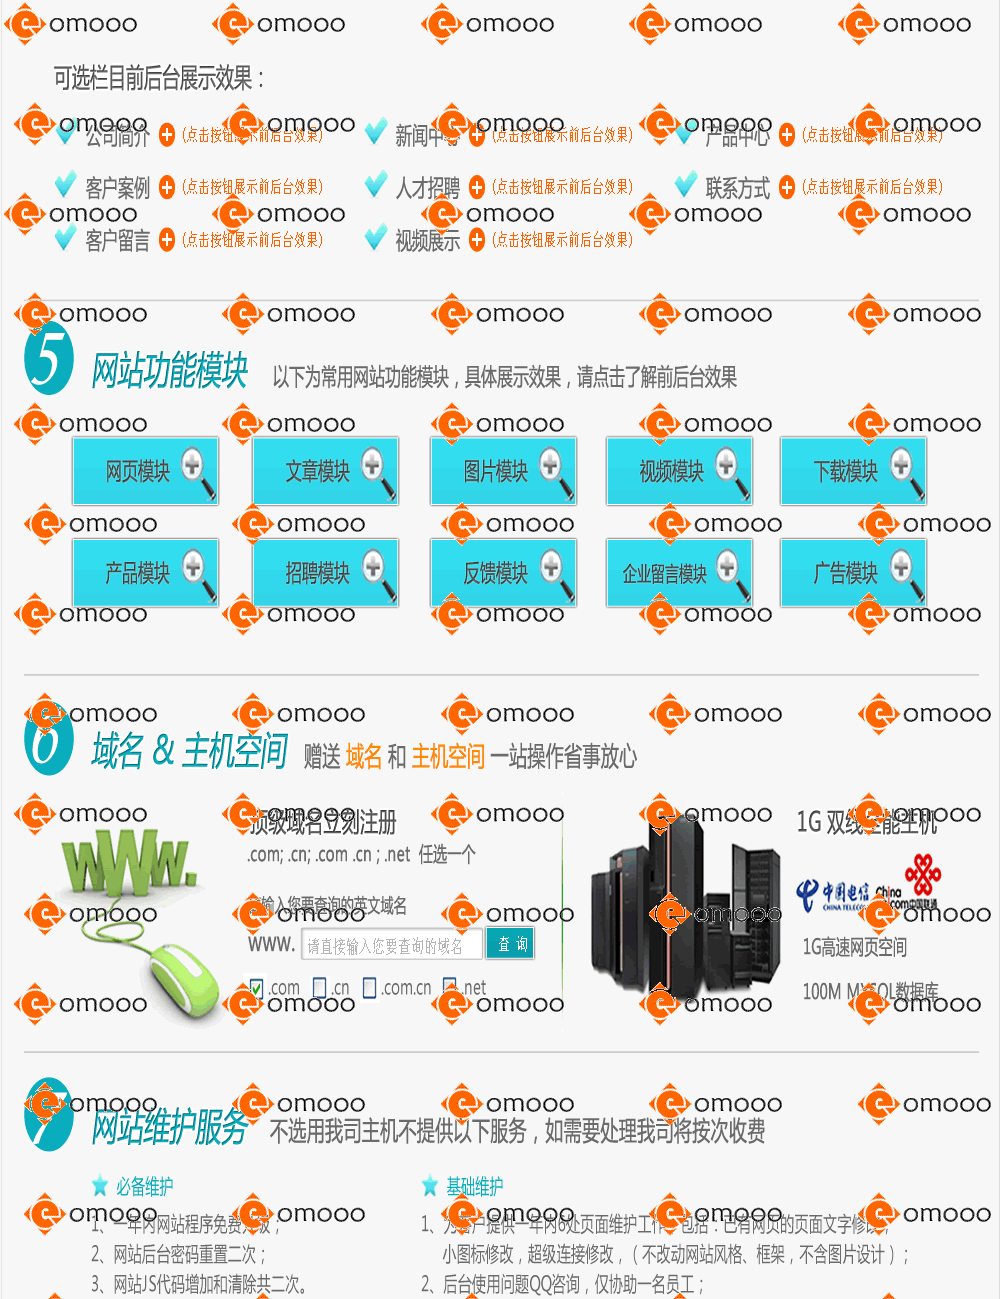 omooo omooo omooo omooo omooo
可选栏目前后台展示效果：
omooo omooo omooo omooo omooo
公司简介 (点击按钮展示前后台效果) 新闻中心 (点击按钮展示前后台效果) 产品中心 (点击按钮展示前后台效果)
客户案例 (点击按钮展示前后台效果) 人才招聘 (点击按钮展示前后台效果) 联系方式 (点击按钮展示前后台效果)
omooo omooo omooo omooo omooo
客户留言 (点击按钮展示前后台效果) 视频展示 (点击按钮展示前后台效果)
omooo omooo omooo omooo omooo
5 网站功能模块 以下为常用网站功能模块，具体展示效果，请点击了解前后台效果
omooo omooo omooo omooo omooo
网页模块 文章模块 图片模块 视频模块 下载模块
omooo omooo omooo omooo omooo
产品模块 招聘模块 反馈模块 企业留言模块 广告模块
omooo omooo omooo omooo omooo
omooo omooo omooo omooo omooo
6 域名 & 主机空间 赠送 域名 和 主机空间 一站操作省事放心
omooo omooo omooo omooo omooo
顶级域名立刻注册 1G 双线全能主机
www.
.com; .cn; .com .cn ; .net 任选一个
中国电信 CHINA TELECOM China unicom中国联通
请输入您要查询的英文域名
omooo omooo omooo omooo omooo
www. 请直接输入您要查询的域名 查 询
1G高速网页空间
.com .cn .com.cn .net
100M MYSQL数据库
omooo omooo omooo omooo omooo
omooo omooo omooo omooo omooo
7 网站维护服务 不选用我司主机不提供以下服务，如需要处理我司将按次收费
必备维护 基础维护
omooo omooo omooo omooo omooo
1、一年内网站程序免费升级；
2、网站后台密码重置二次；
3、网站JS代码增加和清除共二次。
1、为客户提供一年内6处页面维护工作，包括：已有网页的页面文字修改，
小图标修改，超级连接修改，（不改动网站风格、框架，不含图片设计）；
2、后台使用问题QQ咨询，仅协助一名员工；